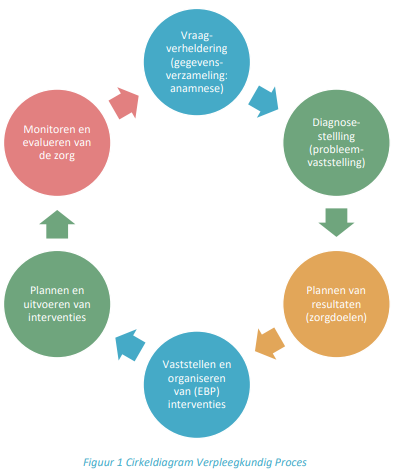 Vraag-
verheldering
(gegevens-
verzameling:
anamnese)
Diagnose-
stellling
(probleem-
vaststelling)
Plannen van
resultaten
(zorgdoelen)
Vaststellen en
organiseren
van (EBP)
interventies
Plannen en
uitvoeren van
interventies
Monitoren en
evalueren van
de zorg
Figuur 1 Cirkeldiagram Verpleegkundig Proces